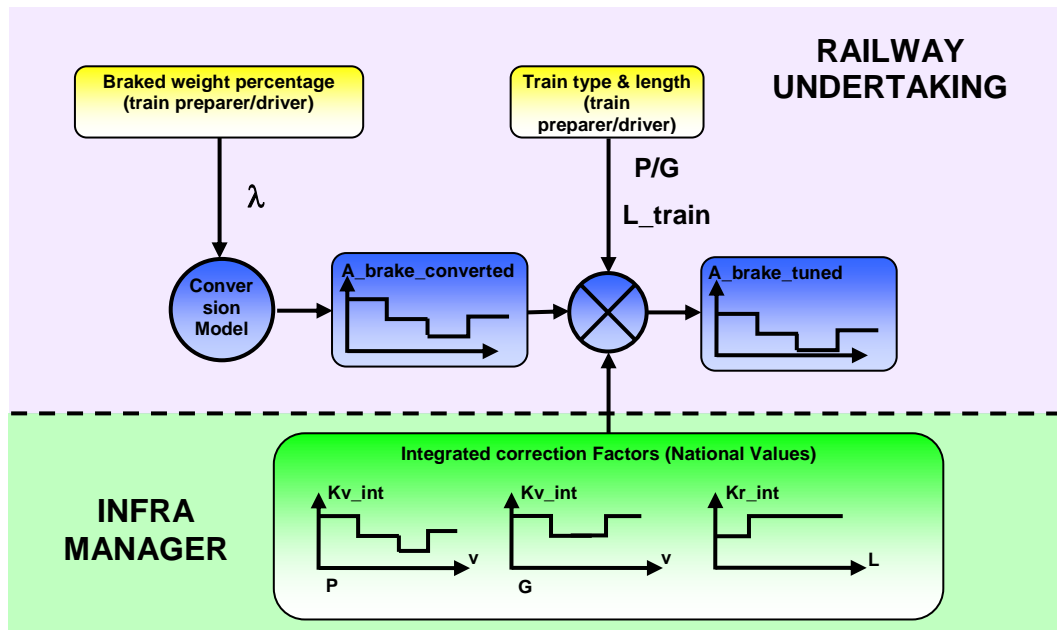 RAILWAY
UNDERTAKING
Braked weight percentage
(train preparer/driver)
Train type & length
(train
preparer/driver)
λ
P/G
L_train
Conver
sion
Model
A_brake_converted
A_brake_tuned
INFRA
MANAGER
Integrated correction Factors (National Values)
Kv_int
v
P
Kv_int
v
G
Kr_int
L